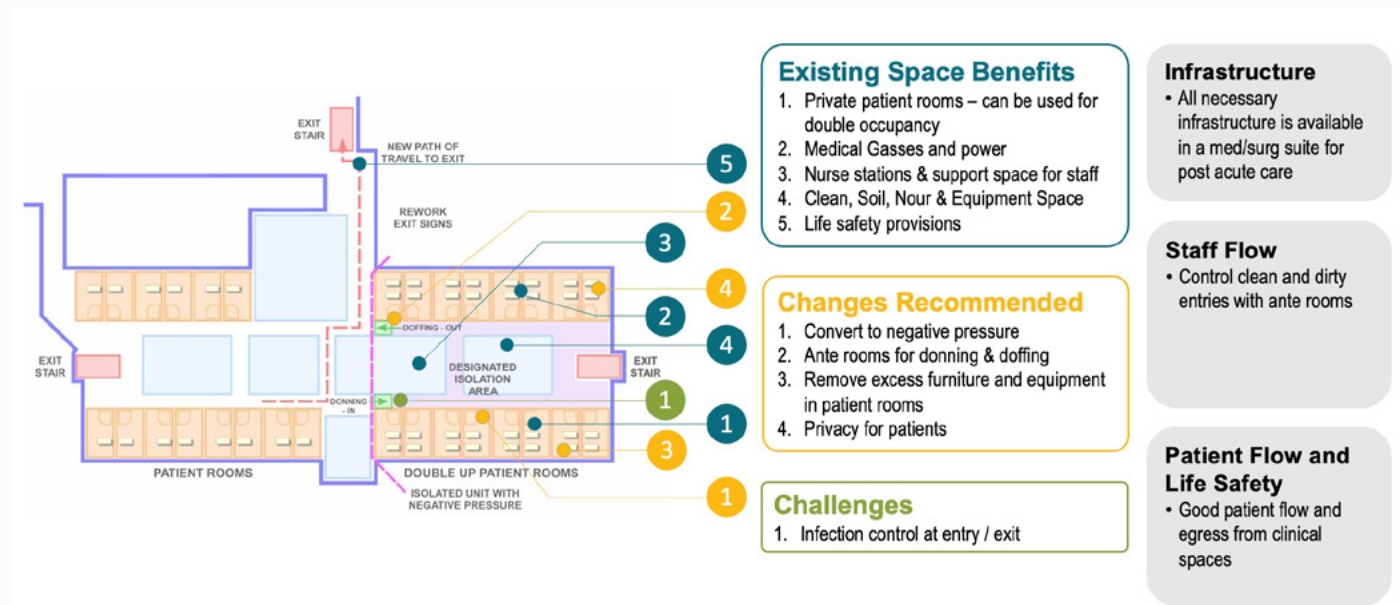 EXIT
STAIR
NEW PATH OF
TRAVEL TO EXIT
REWORK
EXIT SIGNS
DOFFING - OUT
EXIT
STAIR
DESIGNATED
ISOLATION
AREA
EXIT
STAIR
DONNING
- IN
PATIENT ROOMS
DOUBLE UP PATIENT ROOMS
ISOLATED UNIT WITH
NEGATIVE PRESSURE
5
2
3
4
2
4
1
1
3
1
Existing Space Benefits
1. Private patient rooms – can be used for
double occupancy
2. Medical Gasses and power
3. Nurse stations & support space for staff
4. Clean, Soil, Nour & Equipment Space
5. Life safety provisions
Changes Recommended
1. Convert to negative pressure
2. Ante rooms for donning & doffing
3. Remove excess furniture and equipment
in patient rooms
4. Privacy for patients
Challenges
1. Infection control at entry / exit
Infrastructure
• All necessary
infrastructure is available
in a med/surg suite for
post acute care
Staff Flow
• Control clean and dirty
entries with ante rooms
Patient Flow and
Life Safety
• Good patient flow and
egress from clinical
spaces